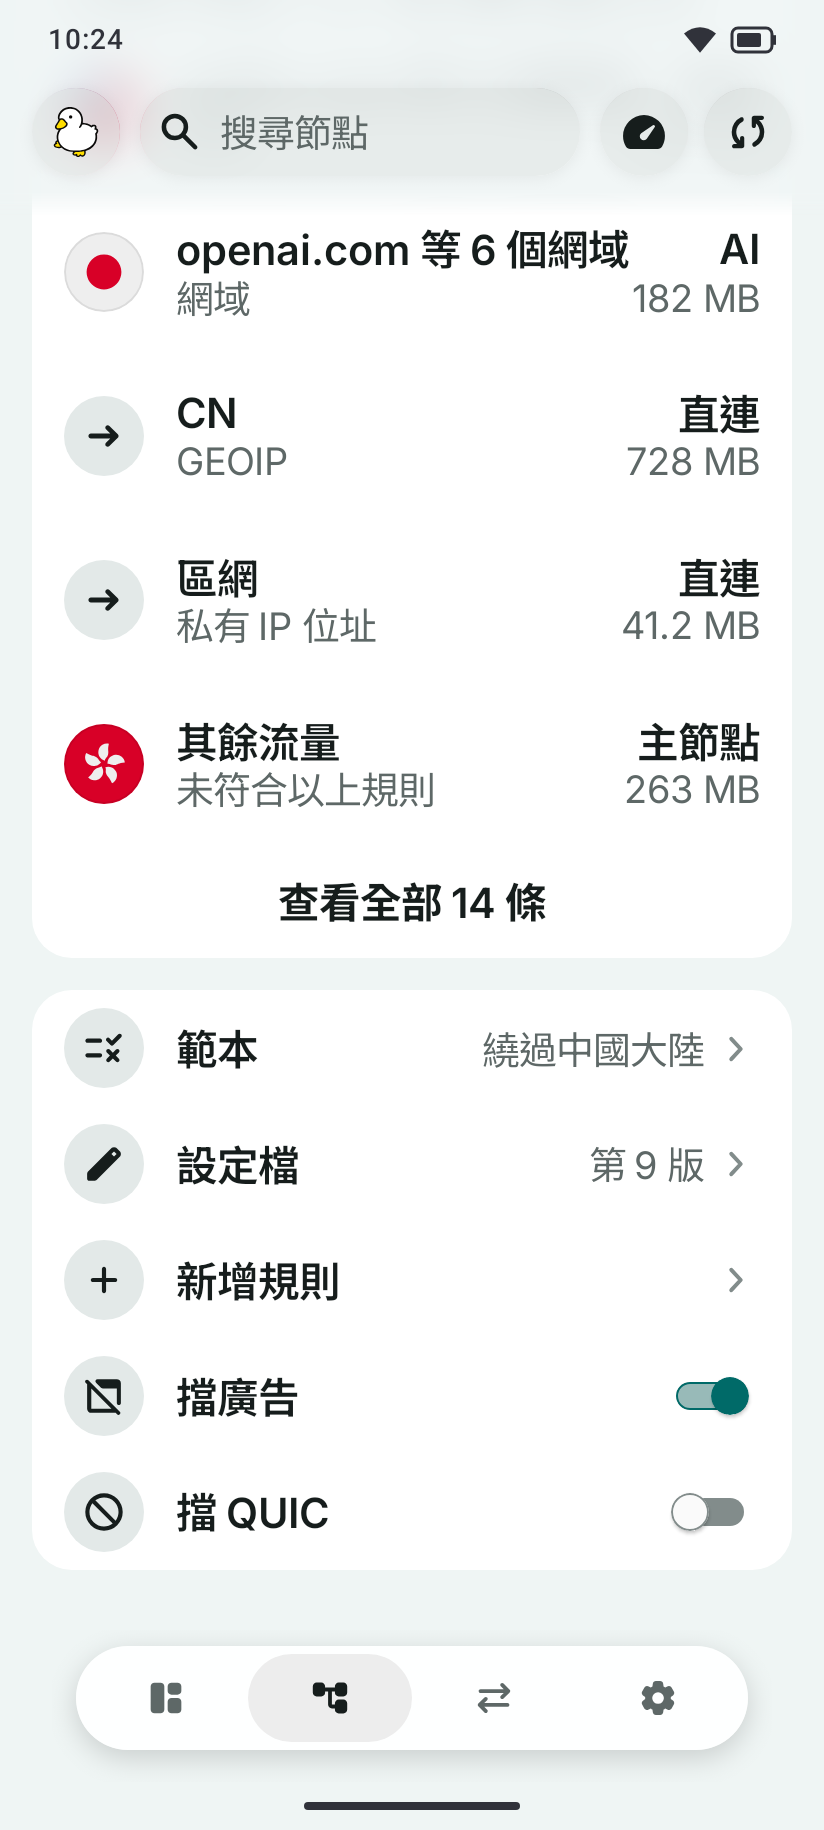 10:24
搜尋節點
openai.com 等 6 個網域
AI
網域
182 MB
CN
直連
GEOIP
728 MB
區網
直連
私有 IP 位址
41.2 MB
其餘流量
主節點
未符合以上規則
263 MB
查看全部 14 條
範本
繞過中國大陸
設定檔
第 9 版
新增規則
擋廣告
擋 QUIC